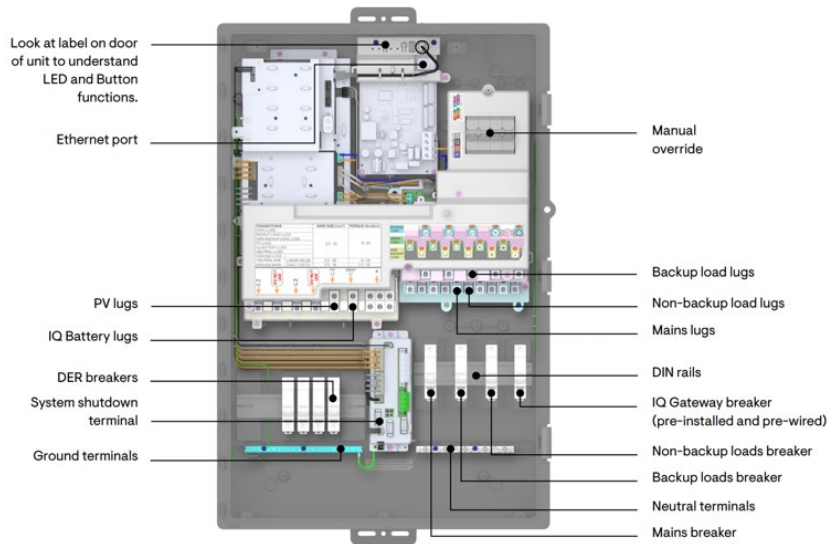 Look at label on door
of unit to understand
LED and Button
functions.
Ethernet port
Manual
override
PV lugs
IQ Battery lugs
DER breakers
System shutdown
terminal
Ground terminals
Backup load lugs
Non-backup load lugs
Mains lugs
DIN rails
IQ Gateway breaker
(pre-installed and pre-wired)
Non-backup loads breaker
Backup loads breaker
Neutral terminals
Mains breaker
CONNECTIONS